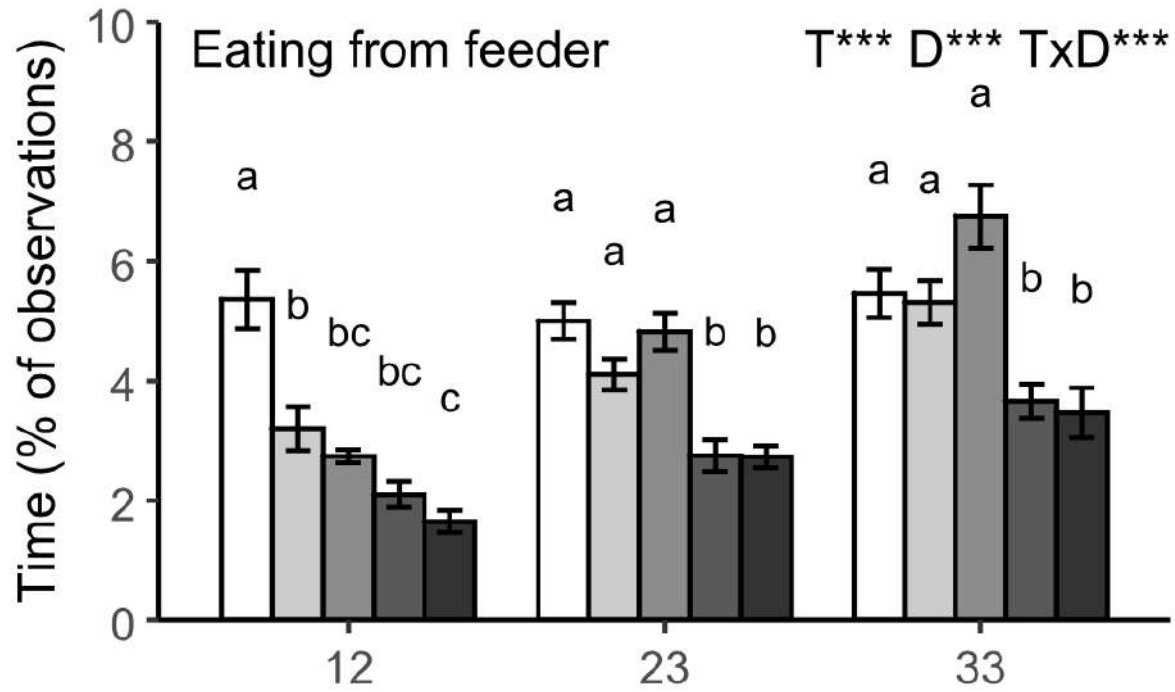 Eating from feeder T*** D*** TxD***
Time (% of observations)
10
8
6
4
2
0
a
b
bc
bc
c
a
a
a
b
b
a
a
a
b
b
12
23
33